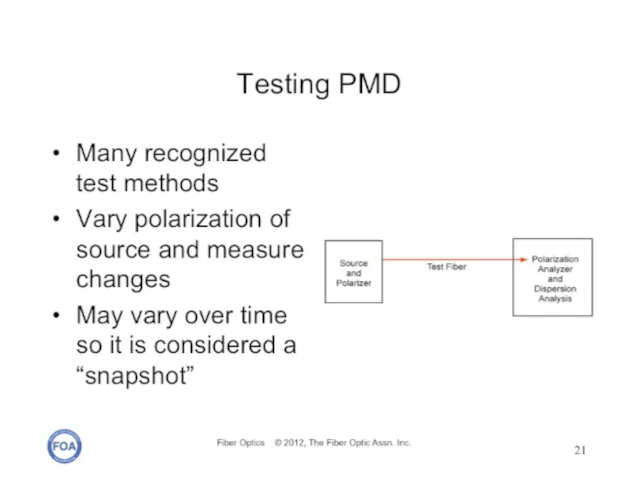 Testing PMD
• Many recognized
test methods
• Vary polarization of
source and measure
changes
• May vary over time
so it is considered a
“snapshot”
Source
and
Polarizer
Test Fiber
Polarization
Analyzer
and
Dispersion
Analysis
FOA
Fiber Optics © 2012, The Fiber Optic Assn. Inc.
21